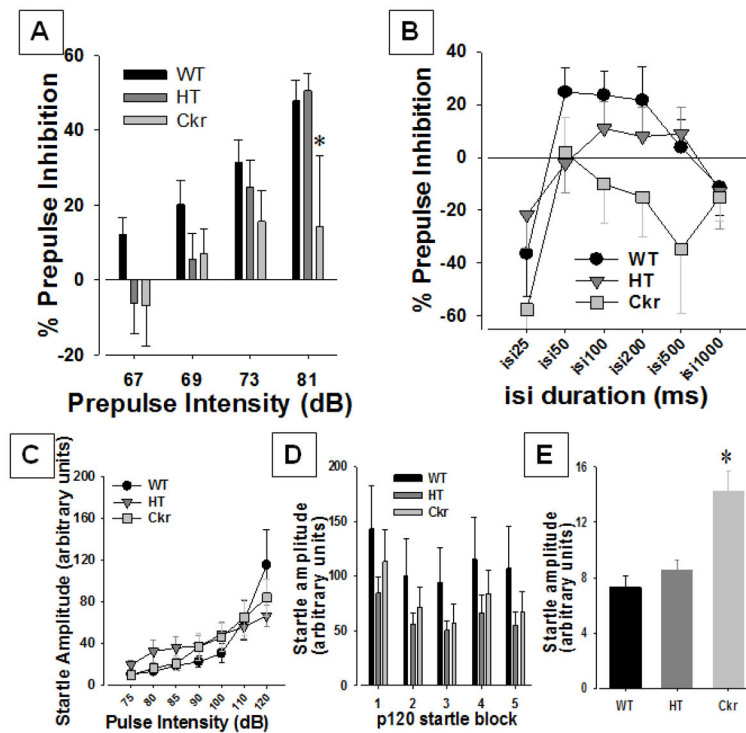 A
60
40
20
0
-20
% Prepulse Inhibition
WT
HT
Ckr
*
67 69 73 81
Prepulse Intensity (dB)
B
40
20
0
-20
-40
-60
% Prepulse Inhibition
WT
HT
Ckr
isi25 isi50 isi100 isi200 isi500 isi1000
isi duration (ms)
C
200
160
120
80
40
0
Startle Amplitude (arbitrary units)
WT
HT
Ckr
75 80 85 90 100 110 120
Pulse Intensity (dB)
D
200
150
100
50
0
Startle amplitude
(arbitrary units)
WT
HT
Ckr
1 2 3 4 5
p120 startle block
E
16
12
8
4
0
Startle amplitude
(arbitrary units)
*
WT HT Ckr